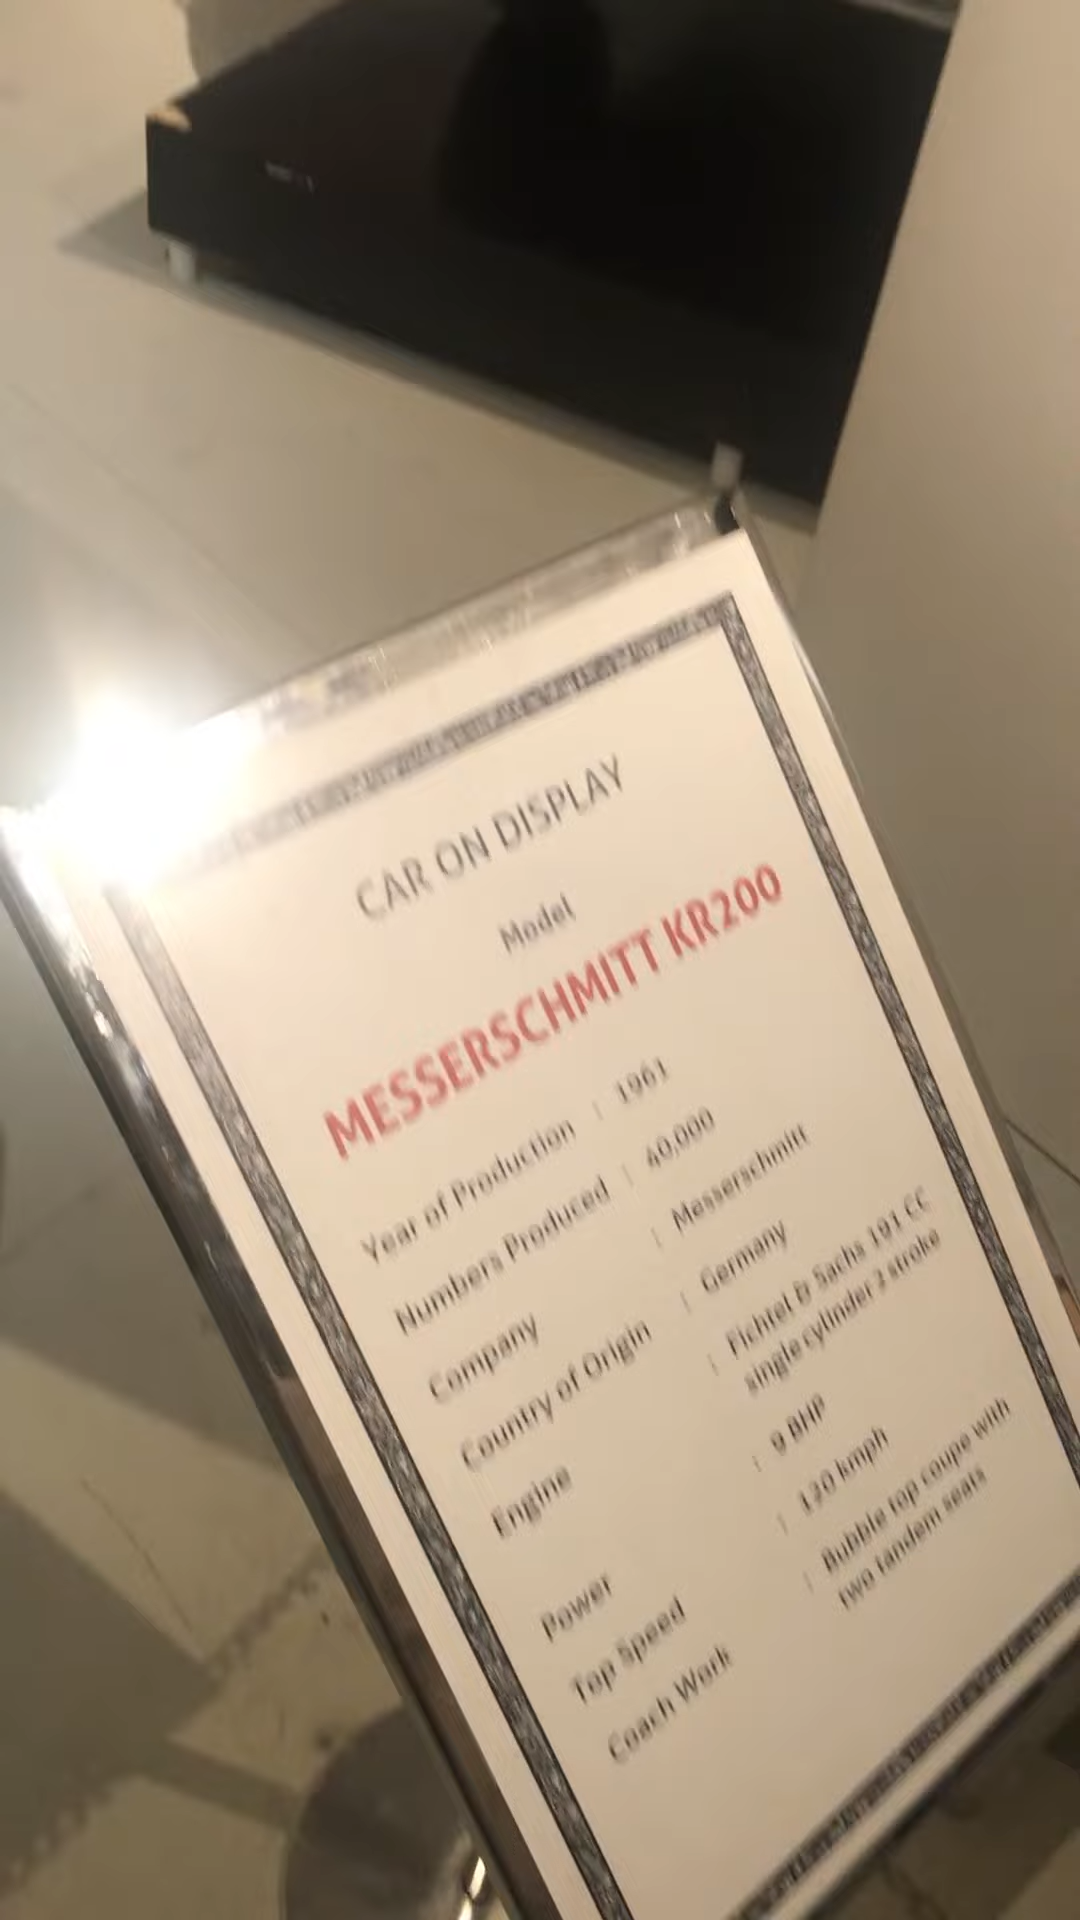 CAR ON DISPLAY
Model
MESSERSCHMITT KR200
Year of Production : 1961
Numbers Produced : 40,000
Company : Messerschmitt
Country of Origin : Germany
Engine : Fichtel & Sachs 191 CC
single cylinder 2 stroke
Power : 9 BHP
Top Speed : 120 kmph
Coach Work : Bubble top coupe with
two tandem seats